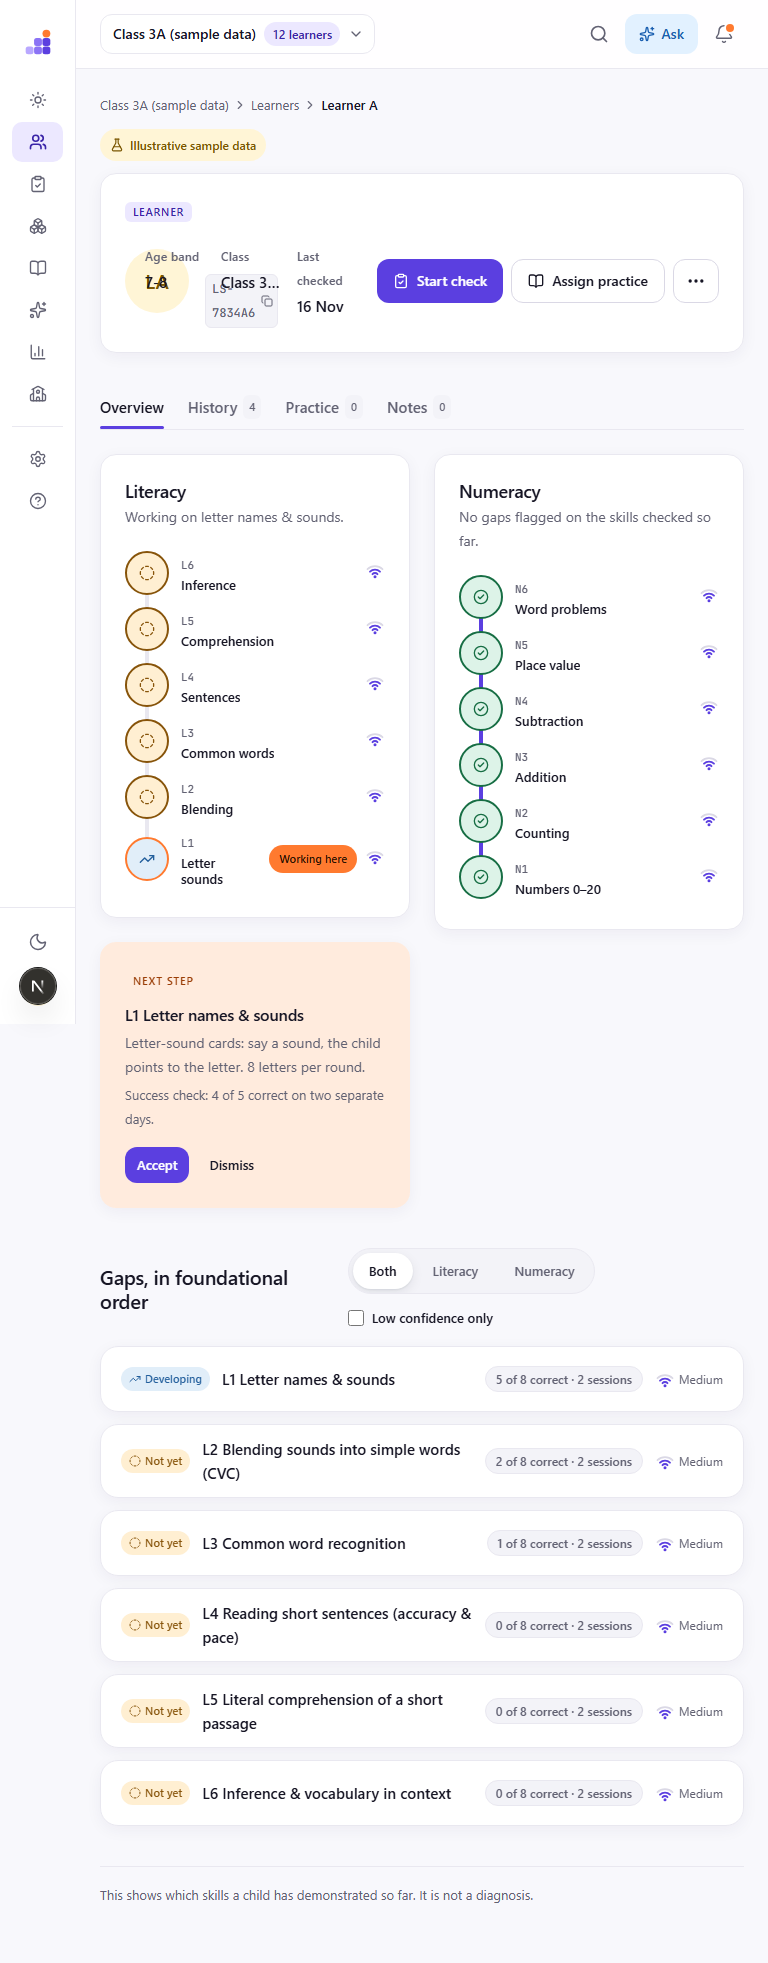 Class 3A (sample data) 12 learners
Ask
Class 3A (sample data) > Learners > Learner A
Illustrative sample data
LEARNER
LA
LS-
7834A6
Age band
7–8
Class
Class 3...
Last
checked
16 Nov
Start check
Assign practice
Overview
History 4
Practice 0
Notes 0
Literacy
Working on letter names & sounds.
L6
Inference
L5
Comprehension
L4
Sentences
L3
Common words
L2
Blending
L1
Letter
sounds
Working here
Numeracy
No gaps flagged on the skills checked so
far.
N6
Word problems
N5
Place value
N4
Subtraction
N3
Addition
N2
Counting
N1
Numbers 0–20
NEXT STEP
L1 Letter names & sounds
Letter-sound cards: say a sound, the child
points to the letter. 8 letters per round.
Success check: 4 of 5 correct on two separate
days.
Accept
Dismiss
N
Gaps, in foundational
order
Both
Literacy
Numeracy
Low confidence only
Developing
L1 Letter names & sounds
5 of 8 correct · 2 sessions
Medium
Not yet
L2 Blending sounds into simple words
(CVC)
2 of 8 correct · 2 sessions
Medium
Not yet
L3 Common word recognition
1 of 8 correct · 2 sessions
Medium
Not yet
L4 Reading short sentences (accuracy &
pace)
0 of 8 correct · 2 sessions
Medium
Not yet
L5 Literal comprehension of a short
passage
0 of 8 correct · 2 sessions
Medium
Not yet
L6 Inference & vocabulary in context
0 of 8 correct · 2 sessions
Medium
This shows which skills a child has demonstrated so far. It is not a diagnosis.